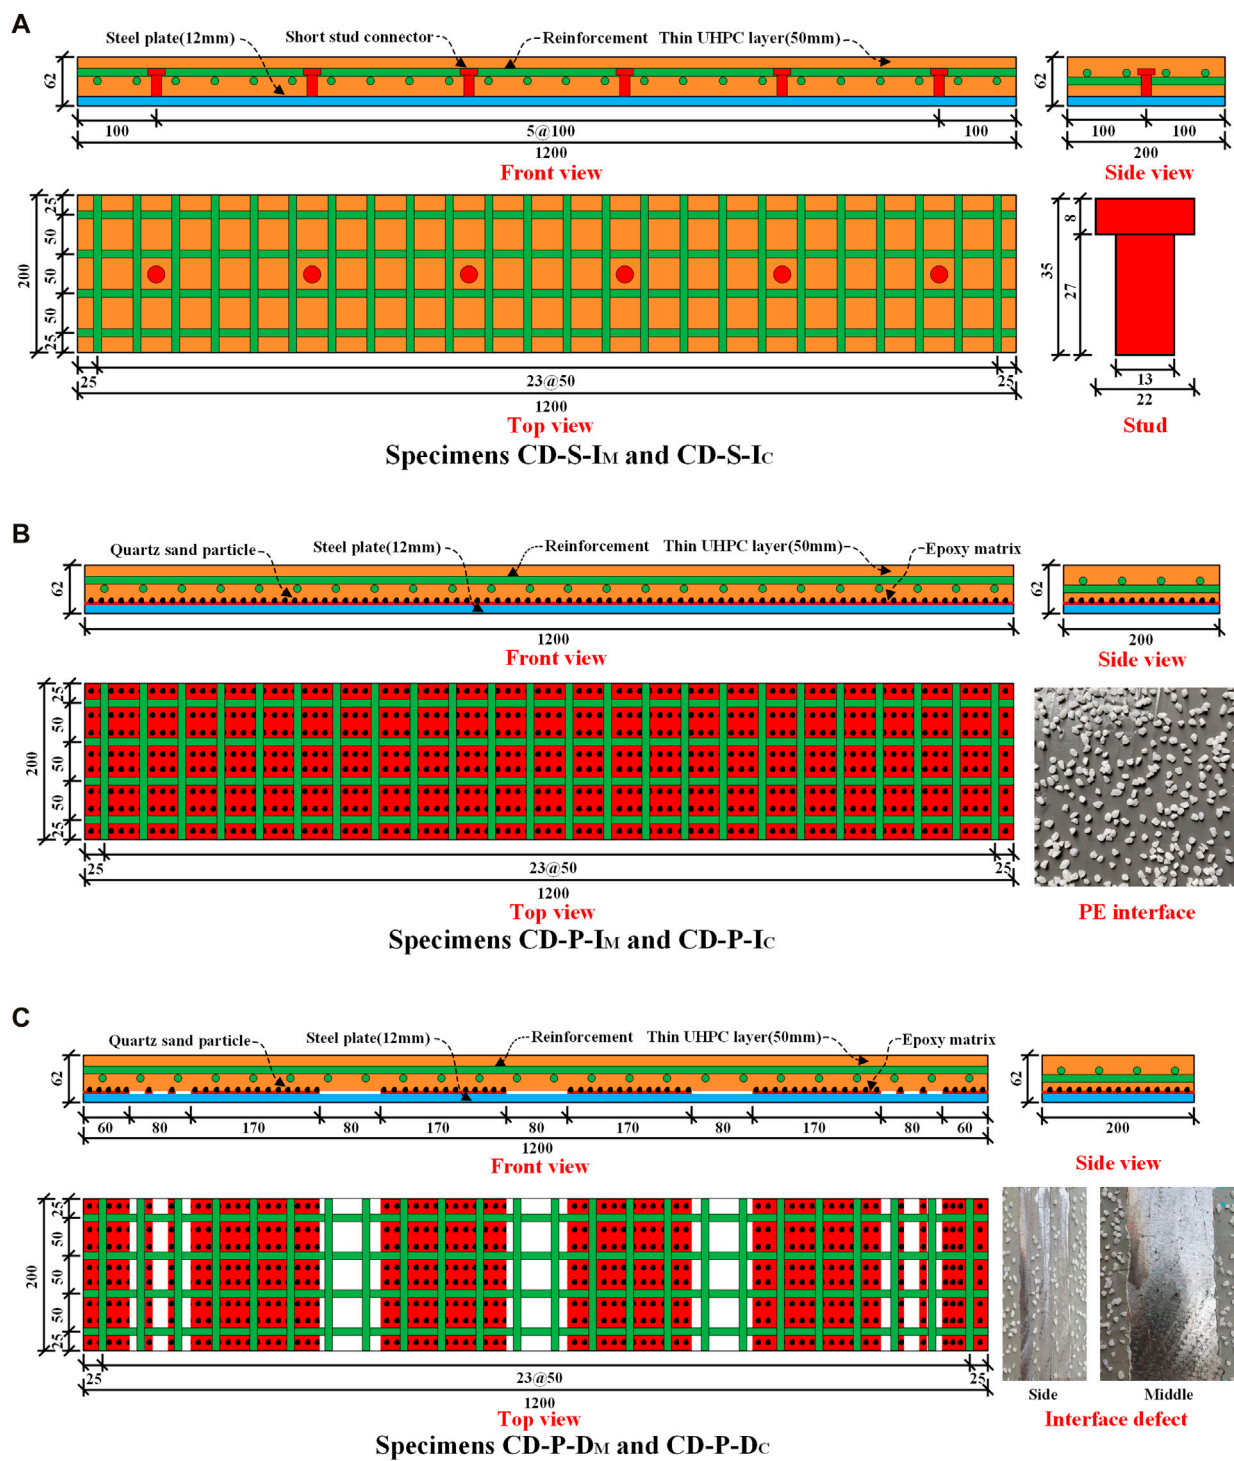 A
Steel plate(12mm) Short stud connector Reinforcement Thin UHPC layer(50mm)
62
62
100 5@100 100
1200
Front view
100 100
200
Side view
25
50
50
50
25
200
25 23@50 25
1200
Top view
8
27
35
13
22
Stud
Specimens CD-S-IM and CD-S-IC
B
Quartz sand particle Steel plate(12mm) Reinforcement Thin UHPC layer(50mm) Epoxy matrix
62
62
1200
Front view
200
Side view
25
50
50
50
25
200
25 23@50 25
1200
Top view
PE interface
Specimens CD-P-IM and CD-P-IC
C
Quartz sand particle Steel plate(12mm) Reinforcement Thin UHPC layer(50mm) Epoxy matrix
62
62
60 80 170 80 170 80 170 80 170 80 60
1200
Front view
200
Side view
25
50
50
50
25
200
25 23@50 25
1200
Top view
Side Middle
Interface defect
Specimens CD-P-DM and CD-P-DC